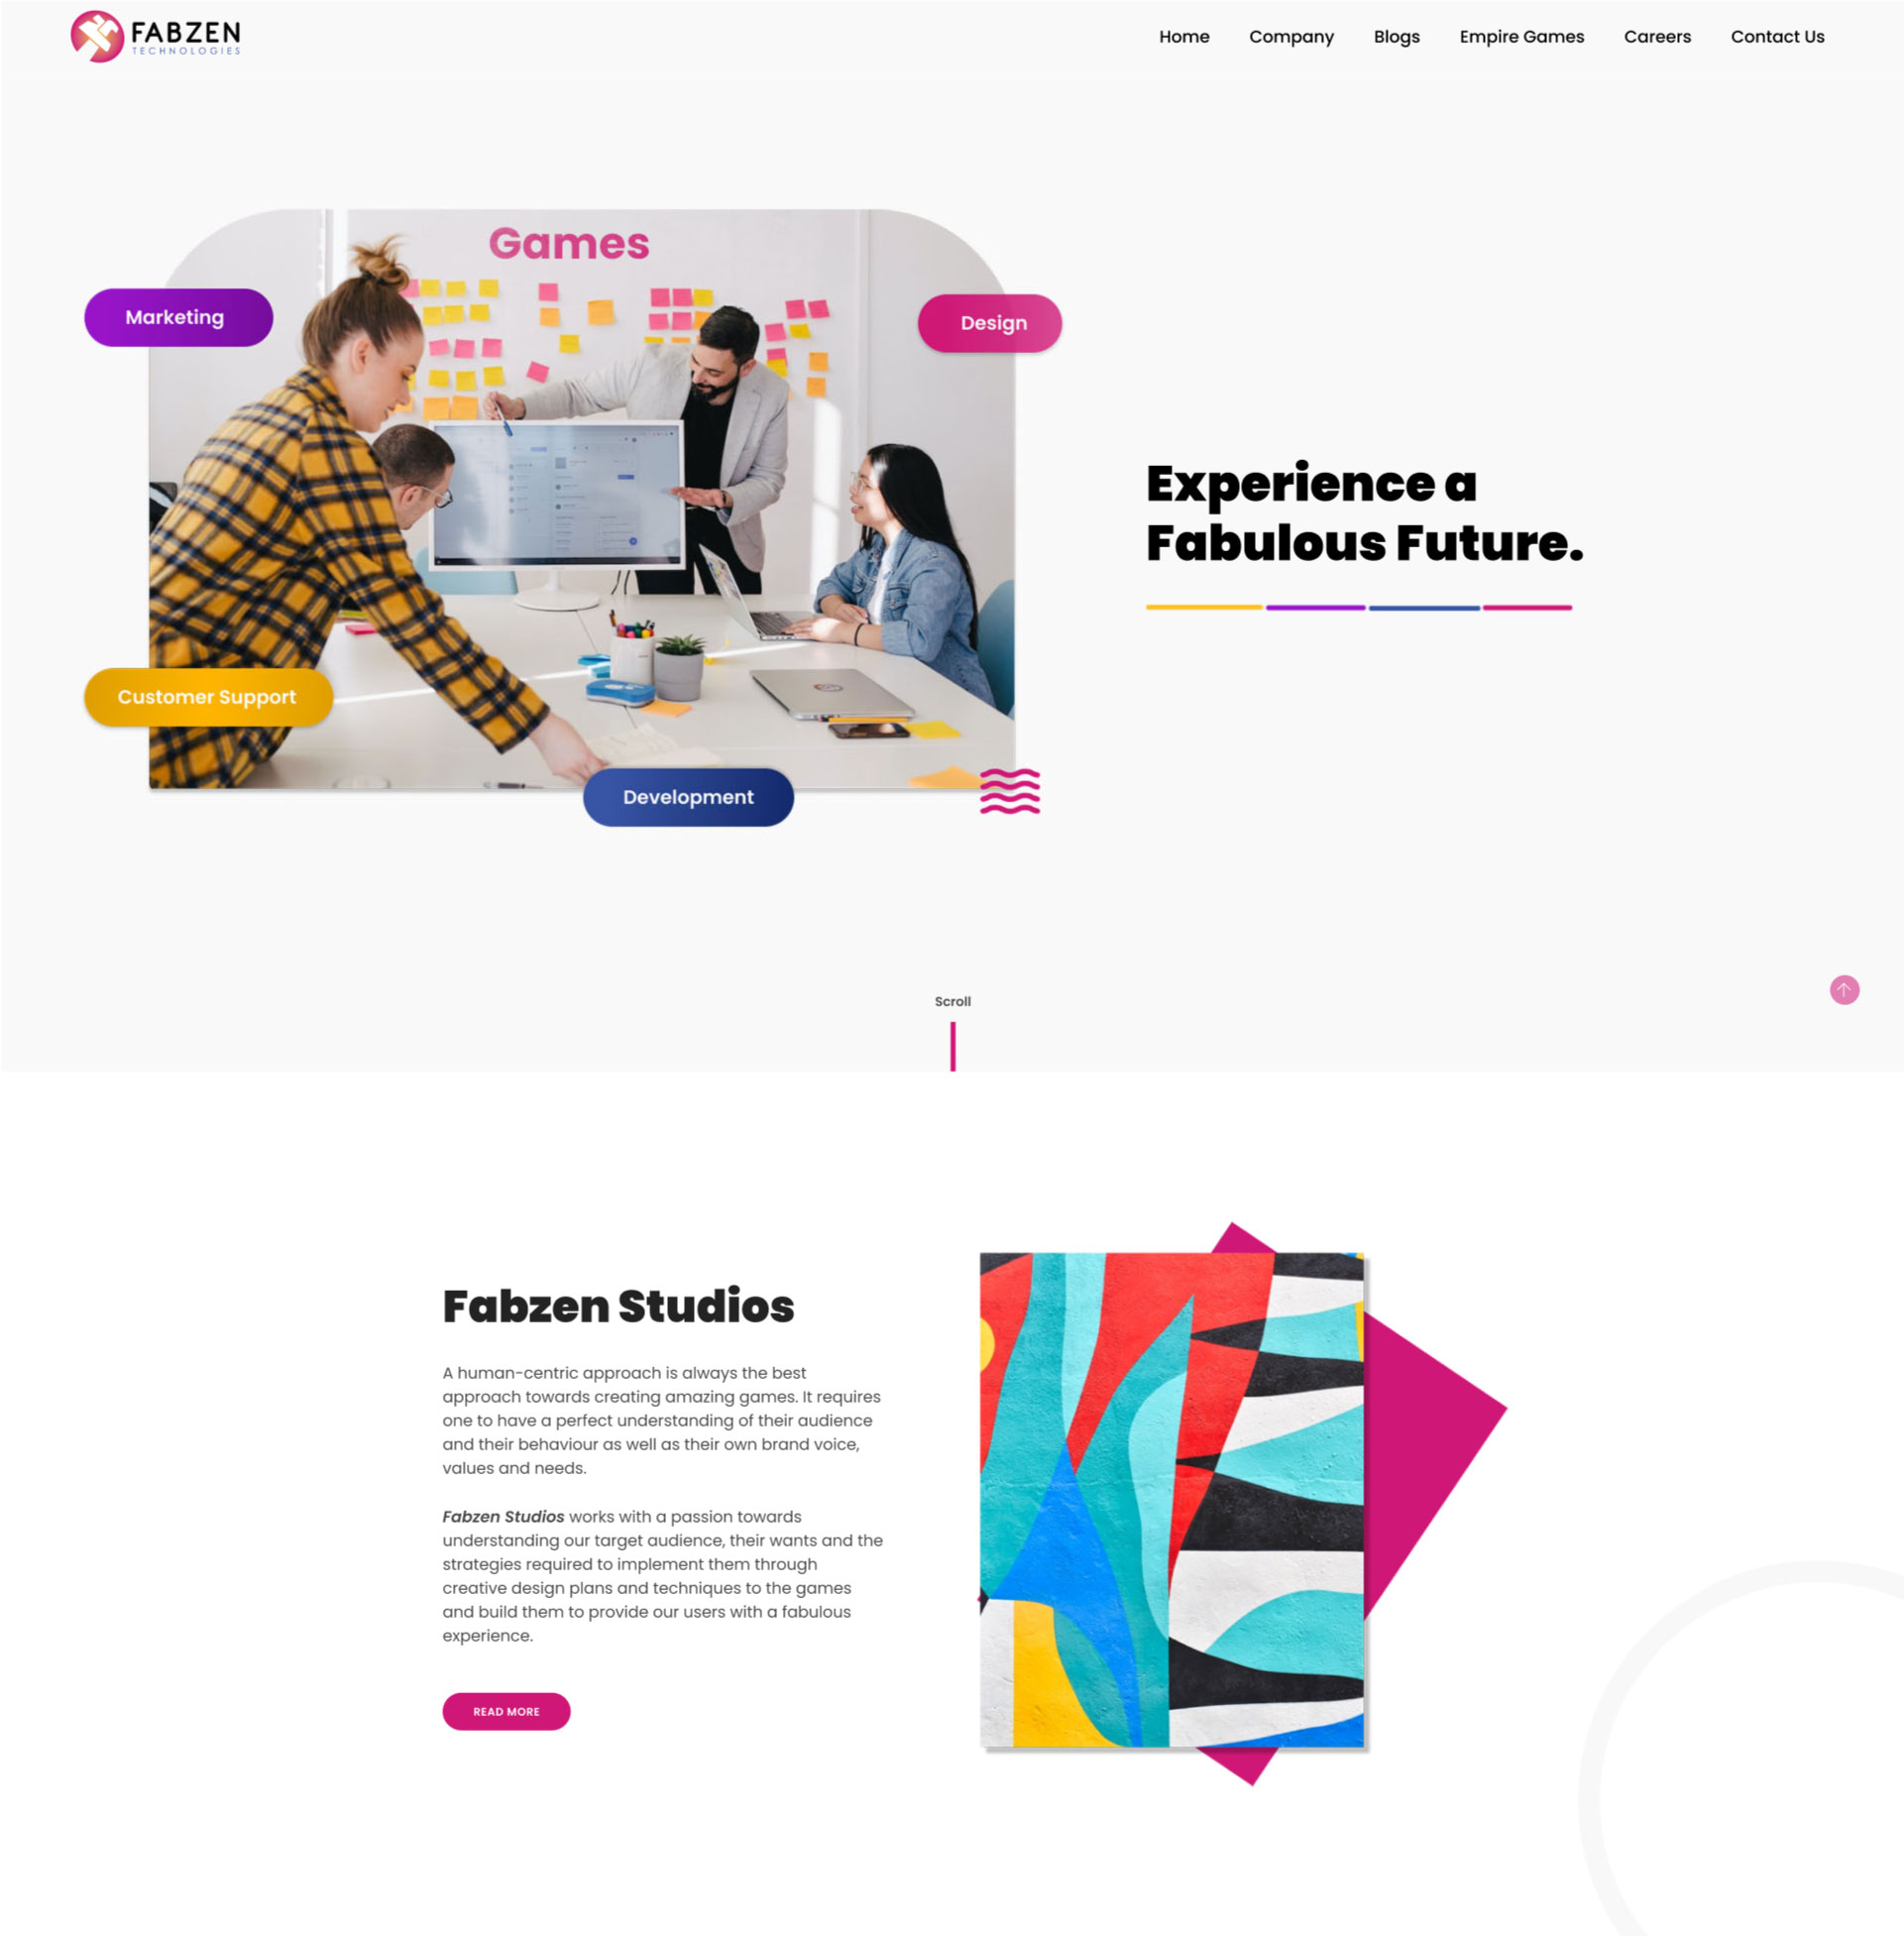 FABZEN
TECHNOLOGIES
Home
Company
Blogs
Empire Games
Careers
Contact Us
Games
Marketing
Design
Customer Support
Development
Experience a
Fabulous Future.
Scroll
Fabzen Studios
A human-centric approach is always the best
approach towards creating amazing games. It requires
one to have a perfect understanding of their audience
and their behaviour as well as their own brand voice,
values and needs.
Fabzen Studios works with a passion towards
understanding our target audience, their wants and the
strategies required to implement them through
creative design plans and techniques to the games
and build them to provide our users with a fabulous
experience.
READ MORE